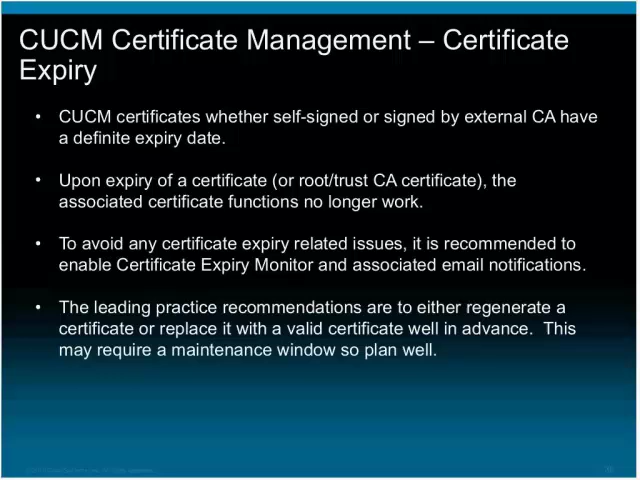 CUCM Certificate Management – Certificate
Expiry
• CUCM certificates whether self-signed or signed by external CA have
a definite expiry date.
• Upon expiry of a certificate (or root/trust CA certificate), the
associated certificate functions no longer work.
• To avoid any certificate expiry related issues, it is recommended to
enable Certificate Expiry Monitor and associated email notifications.
• The leading practice recommendations are to either regenerate a
certificate or replace it with a valid certificate well in advance. This
may require a maintenance window so plan well.